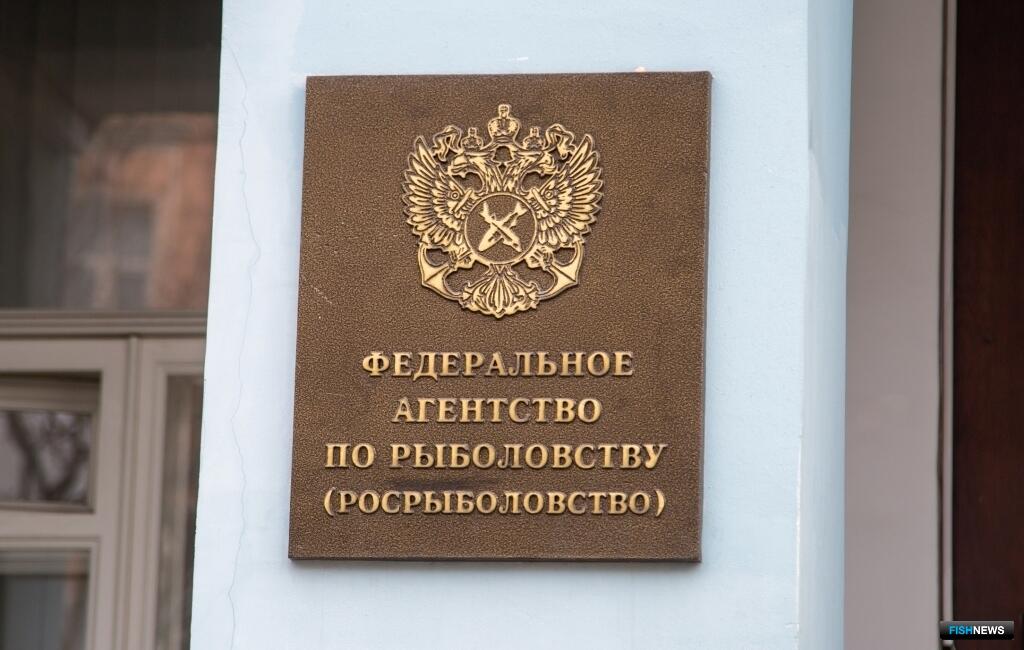 ФЕДЕРАЛЬНОЕ
АГЕНТСТВО
ПО РЫБОЛОВСТВУ
(РОСРЫБОЛОВСТВО)
FISHNEWS